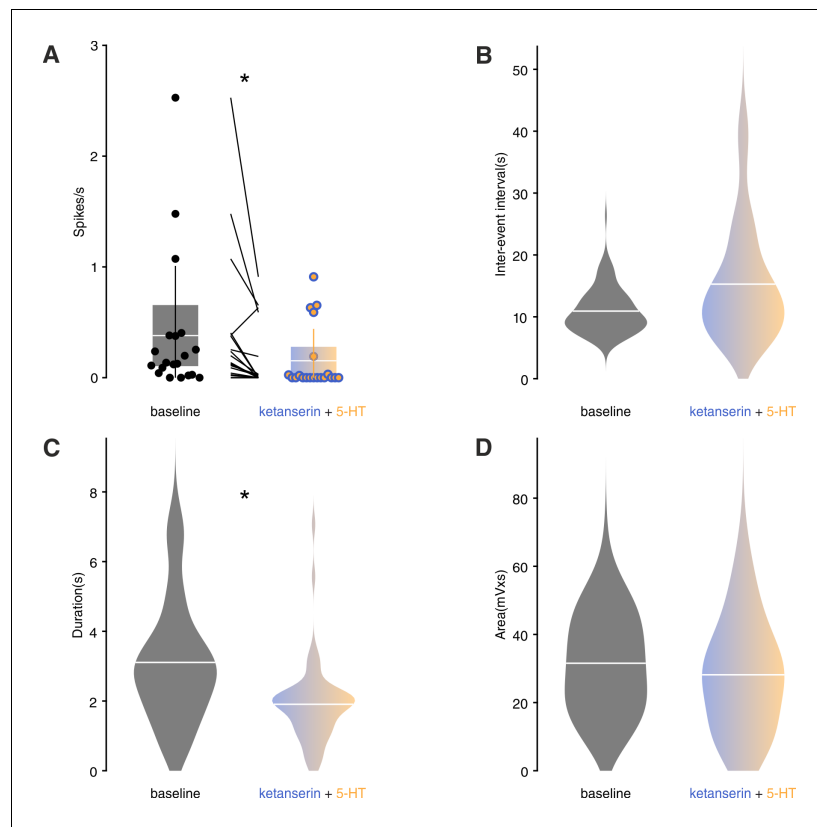 A
3
2
1
0
Spikes/s
*
baseline
ketanserin + 5-HT
B
50
40
30
20
10
0
Inter-event interval(s)
baseline
ketanserin + 5-HT
C
8
6
4
2
0
Duration(s)
*
baseline
ketanserin + 5-HT
D
80
60
40
20
0
Area(mVxs)
baseline
ketanserin + 5-HT